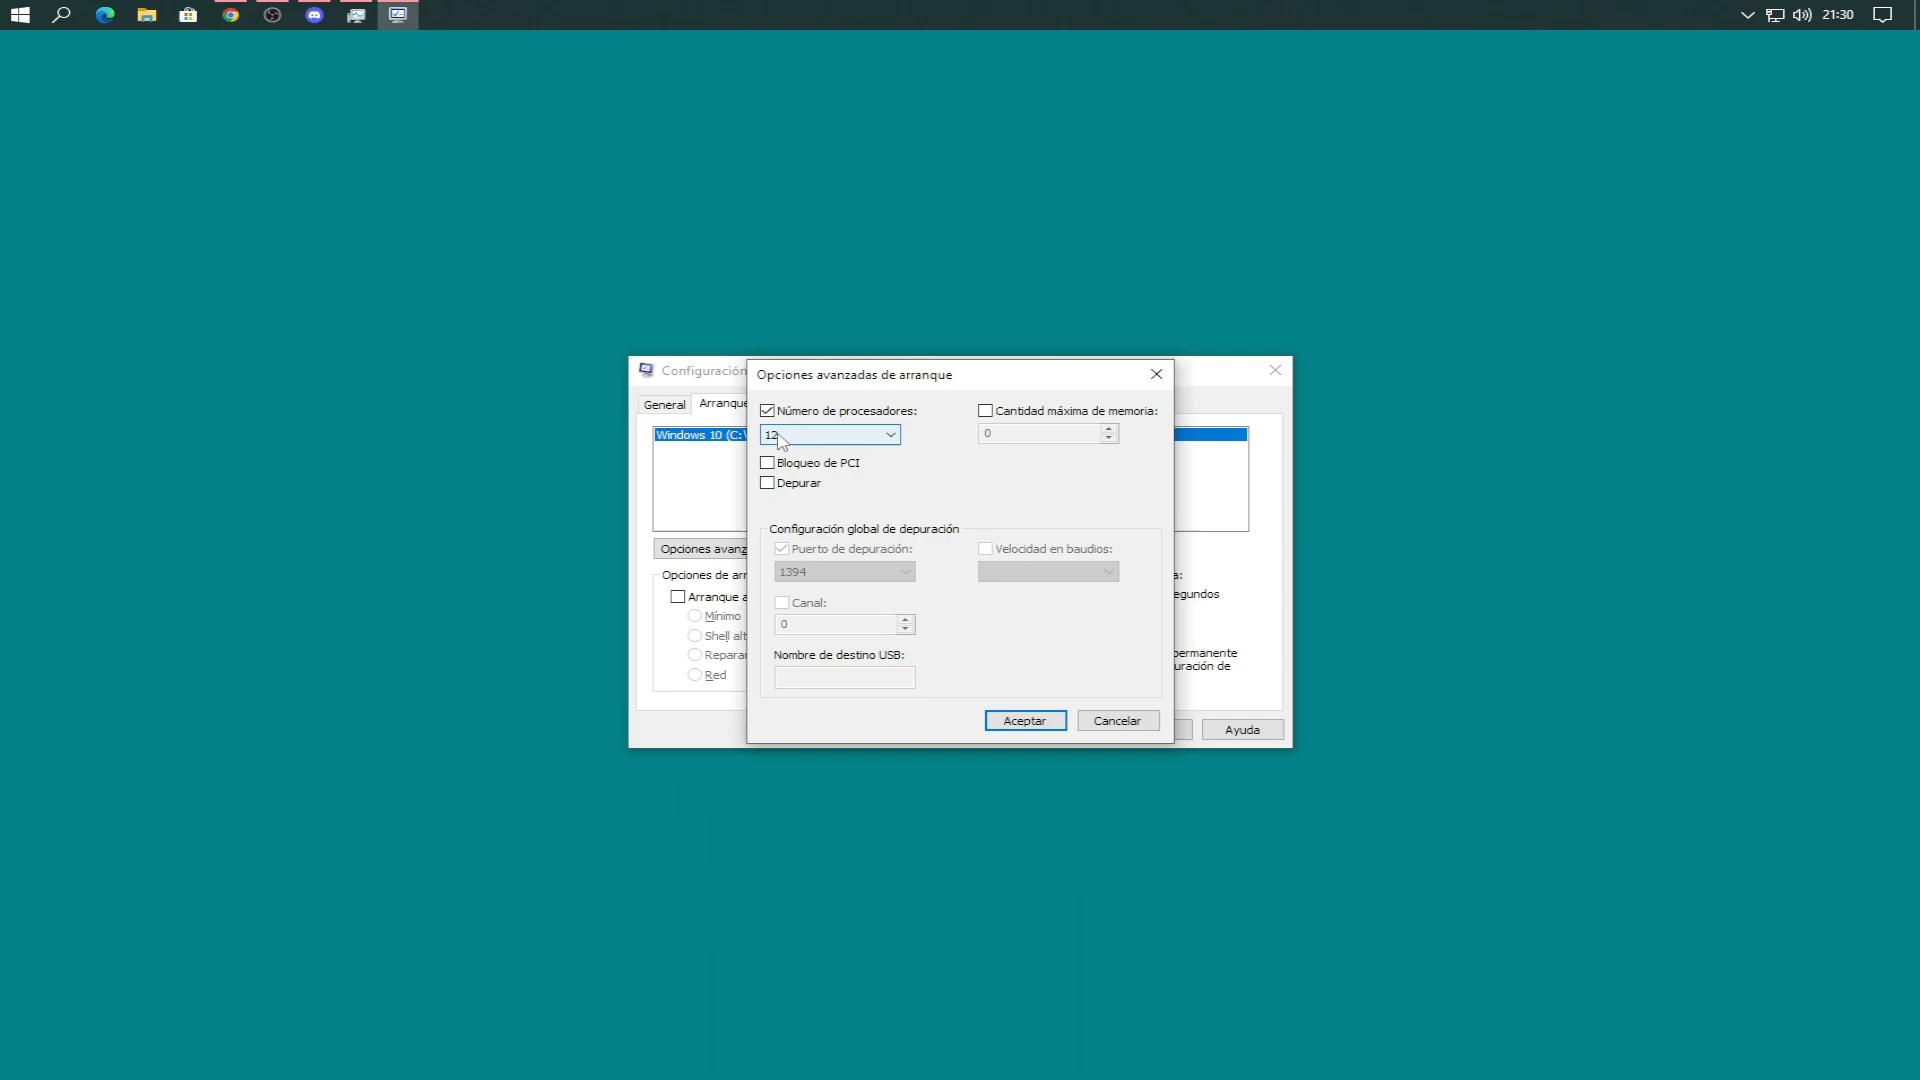 21:30
Configuración
Opciones avanzadas de arranque
General
Arranque
Número de procesadores:
Cantidad máxima de memoria:
Windows 10 (C:\
12
0
Bloqueo de PCI
Depurar
Configuración global de depuración
Opciones avanz
Puerto de depuración:
Velocidad en baudios:
1394
Opciones de arr
a:
Arranque a
egundos
Canal:
Mínimo
0
Shell alt
Reparar
Nombre de destino USB:
permanente
uración de
Red
Aceptar
Cancelar
Ayuda